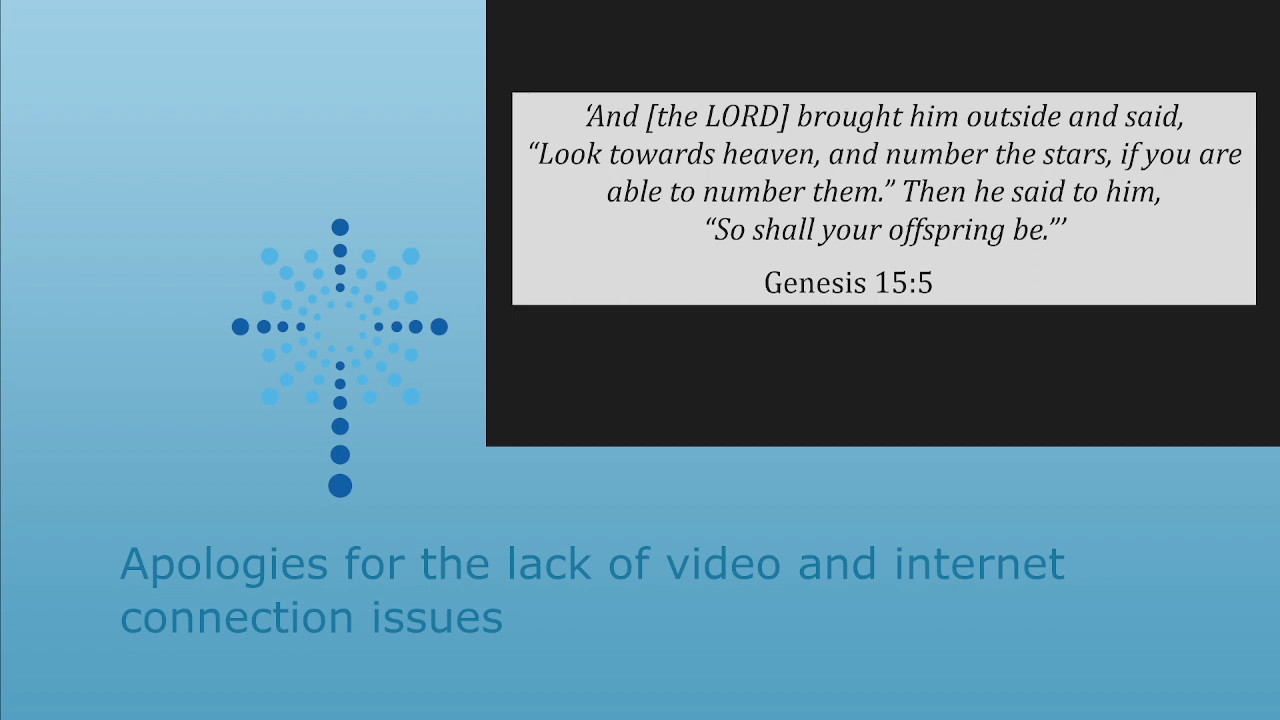 ‘And [the LORD] brought him outside and said,
“Look towards heaven, and number the stars, if you are
able to number them.” Then he said to him,
“So shall your offspring be.”’
Genesis 15:5
Apologies for the lack of video and internet
connection issues